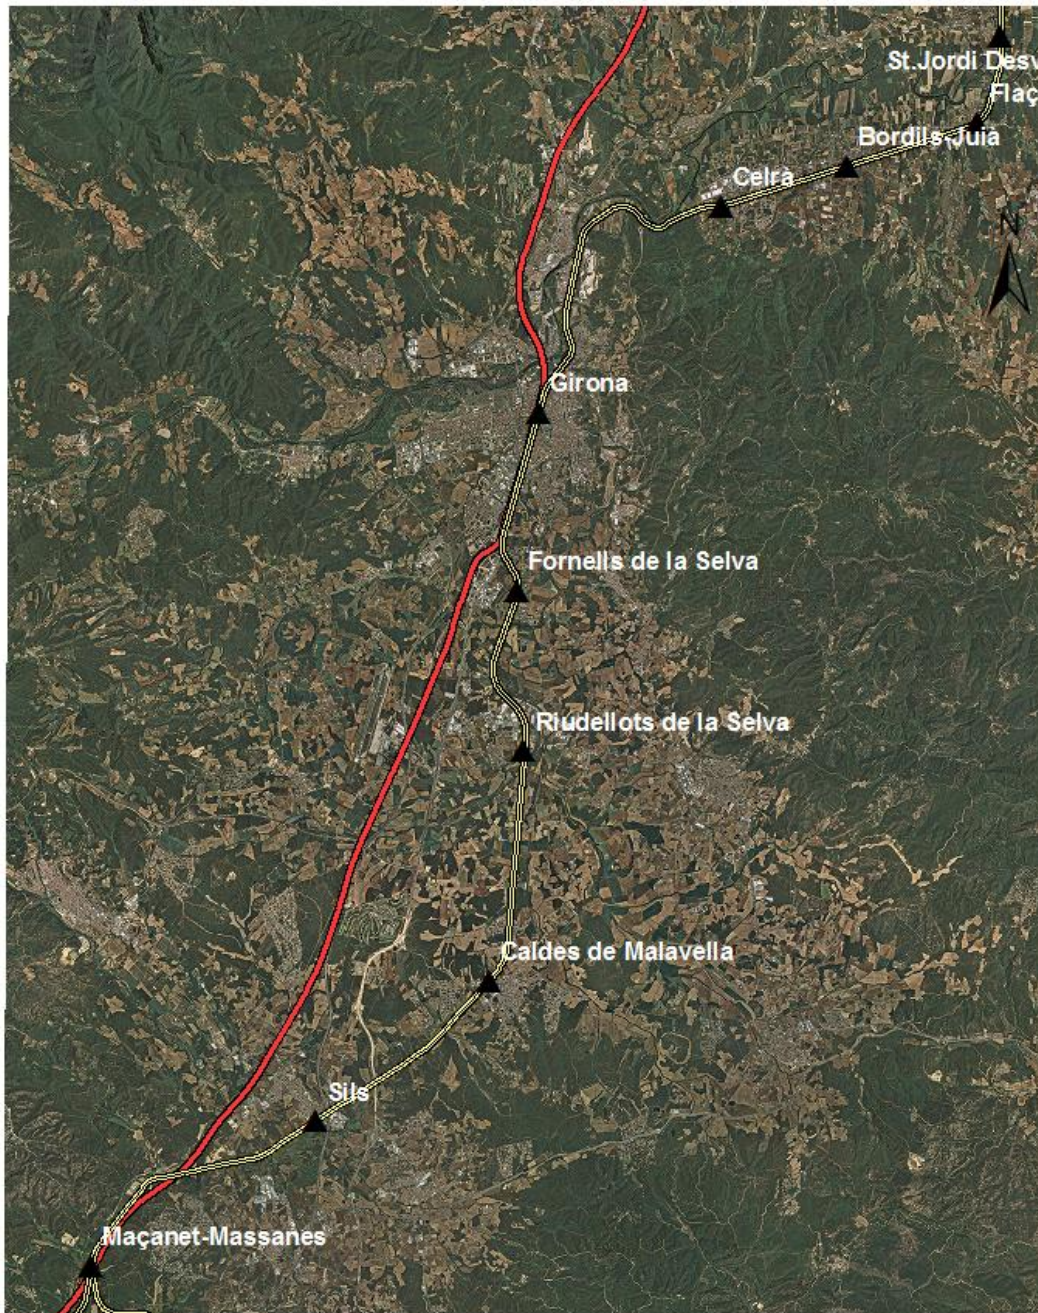 St.Jordi Desv
Flaç
Bordils-Juià
Celrà
N
Girona
Fornells de la Selva
Riudellots de la Selva
Caldes de Malavella
Sils
Maçanet-Massanes